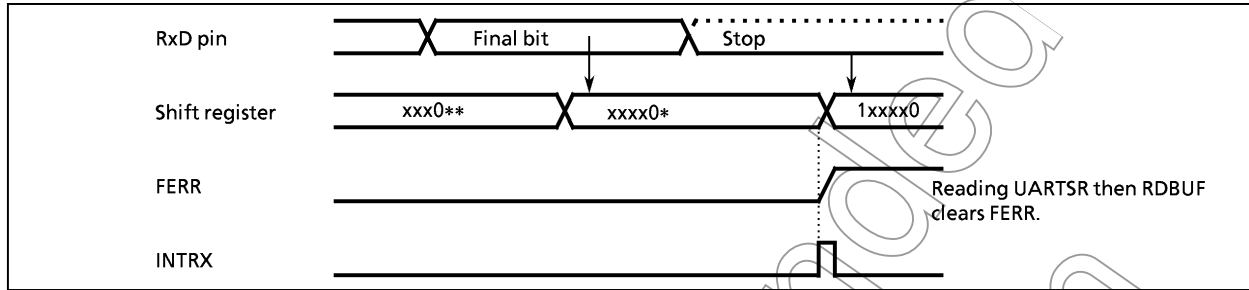 RxD pin
Final bit
Stop
Shift register
xxx0**
xxxx0*
1xxxx0
FERR
Reading UARTSR then RDBUF
clears FERR.
INTRX